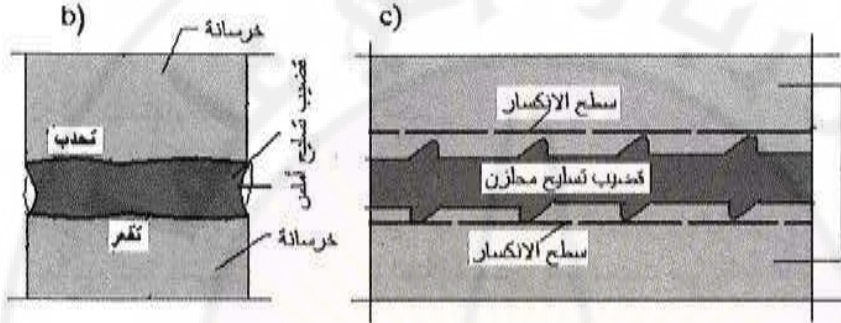 b)
خرسانة
قضيب تسليح أملس
تحدب
تقعر
خرسانة
c)
سطح الانكسار
قضيب تسليح محلزن
سطح الانكسار